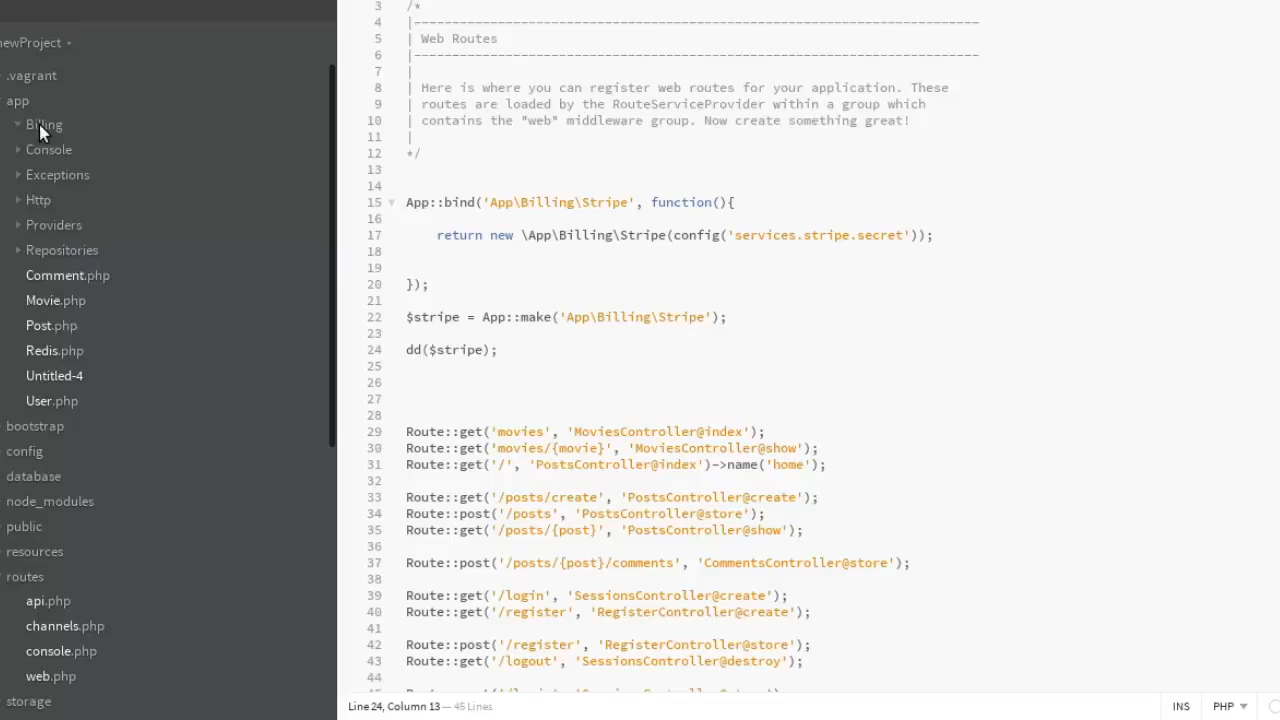 newProject
.vagrant
app
Billing
Console
Exceptions
Http
Providers
Repositories
Comment.php
Movie.php
Post.php
Redis.php
Untitled-4
User.php
bootstrap
config
database
node_modules
public
resources
routes
api.php
channels.php
console.php
web.php
storage
3 /*
4 |--------------------------------------------------------------------------
5 | Web Routes
6 |--------------------------------------------------------------------------
7 |
8 | Here is where you can register web routes for your application. These
9 | routes are loaded by the RouteServiceProvider within a group which
10 | contains the "web" middleware group. Now create something great!
11 |
12 */
13
14
15 App::bind('App\Billing\Stripe', function(){
16
17 return new \App\Billing\Stripe(config('services.stripe.secret'));
18
19
20 });
21
22 $stripe = App::make('App\Billing\Stripe');
23
24 dd($stripe);
25
26
27
28
29 Route::get('movies', 'MoviesController@index');
30 Route::get('movies/{movie}', 'MoviesController@show');
31 Route::get('/', 'PostsController@index')->name('home');
32
33 Route::get('/posts/create', 'PostsController@create');
34 Route::post('/posts', 'PostsController@store');
35 Route::get('/posts/{post}', 'PostsController@show');
36
37 Route::post('/posts/{post}/comments', 'CommentsController@store');
38
39 Route::get('/login', 'SessionsController@create');
40 Route::get('/register', 'RegisterController@create');
41
42 Route::post('/register', 'RegisterController@store');
43 Route::get('/logout', 'SessionsController@destroy');
44
Line 24, Column 13 — 45 Lines
INS
PHP